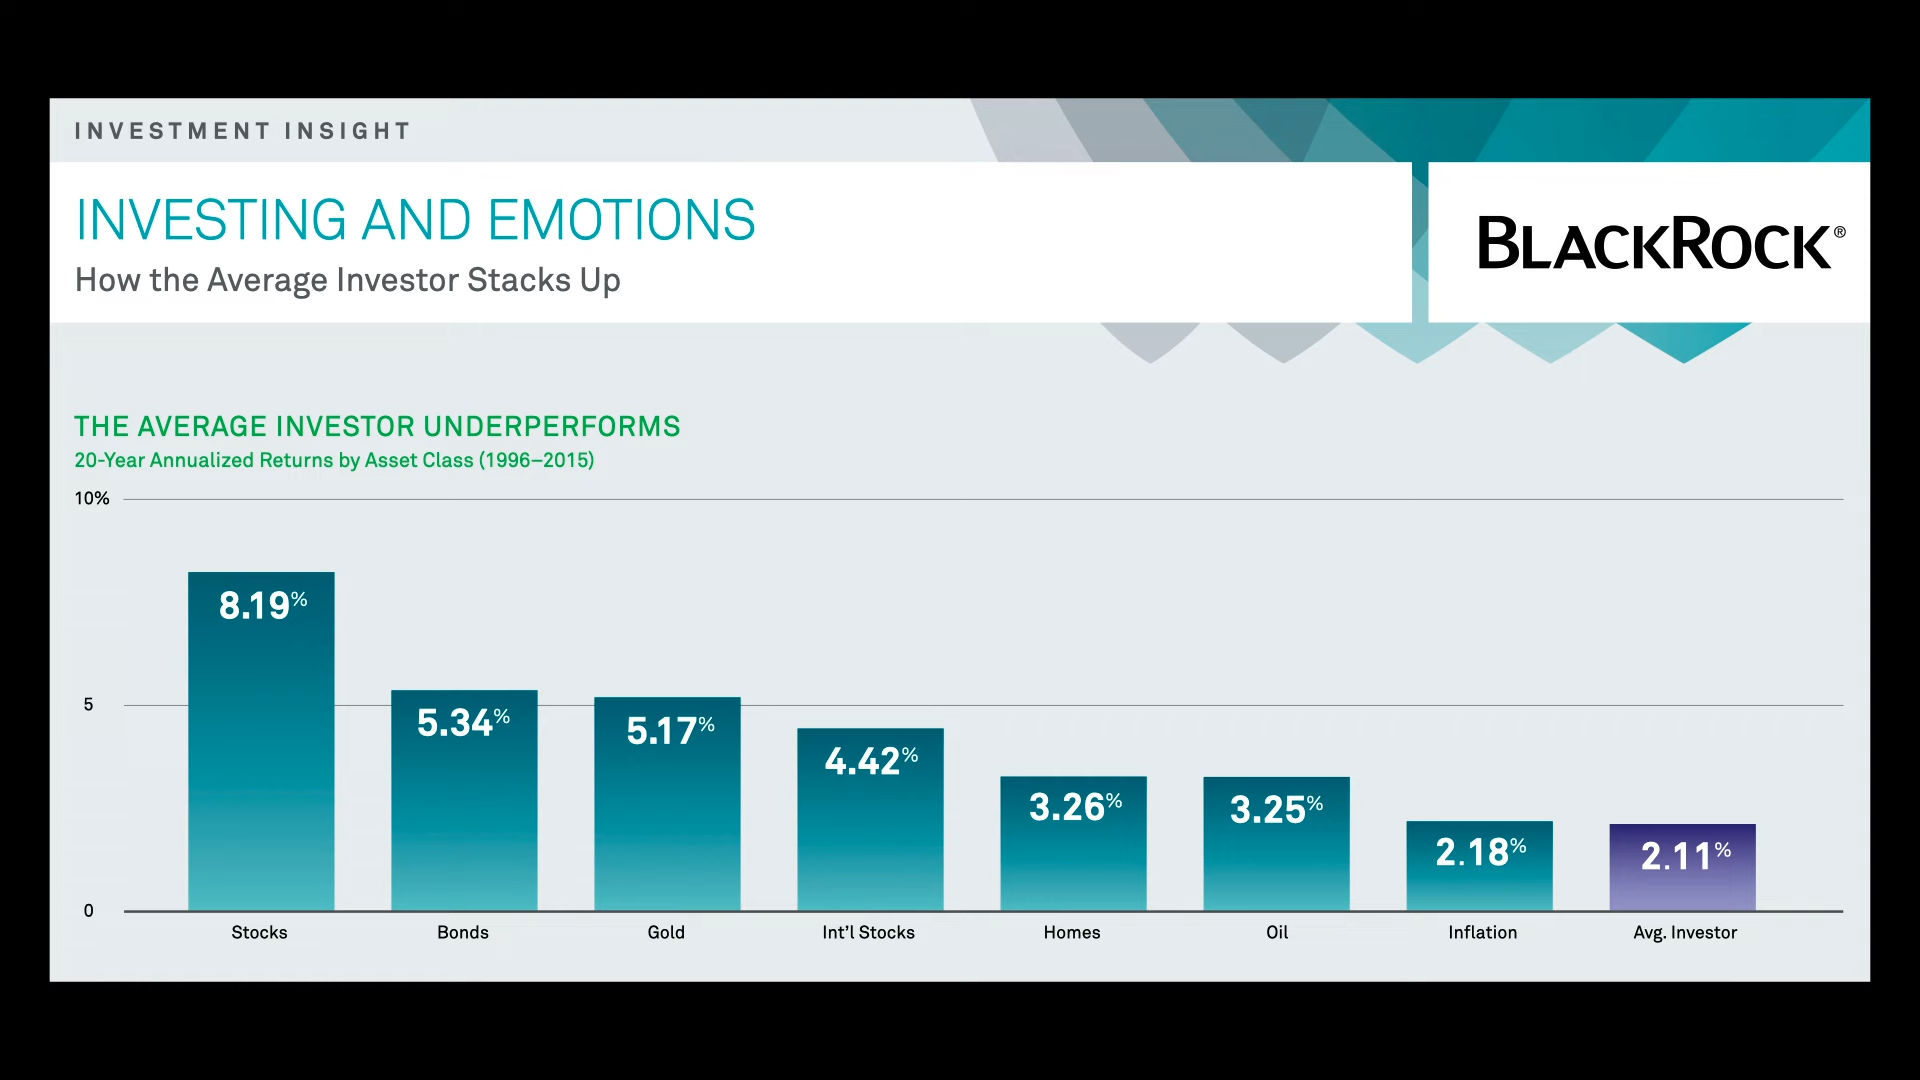 INVESTMENT INSIGHT
INVESTING AND EMOTIONS
How the Average Investor Stacks Up
BLACKROCK®
THE AVERAGE INVESTOR UNDERPERFORMS
20-Year Annualized Returns by Asset Class (1996–2015)
10%
5
0
8.19%
5.34%
5.17%
4.42%
3.26%
3.25%
2.18%
2.11%
Stocks
Bonds
Gold
Int'l Stocks
Homes
Oil
Inflation
Avg. Investor